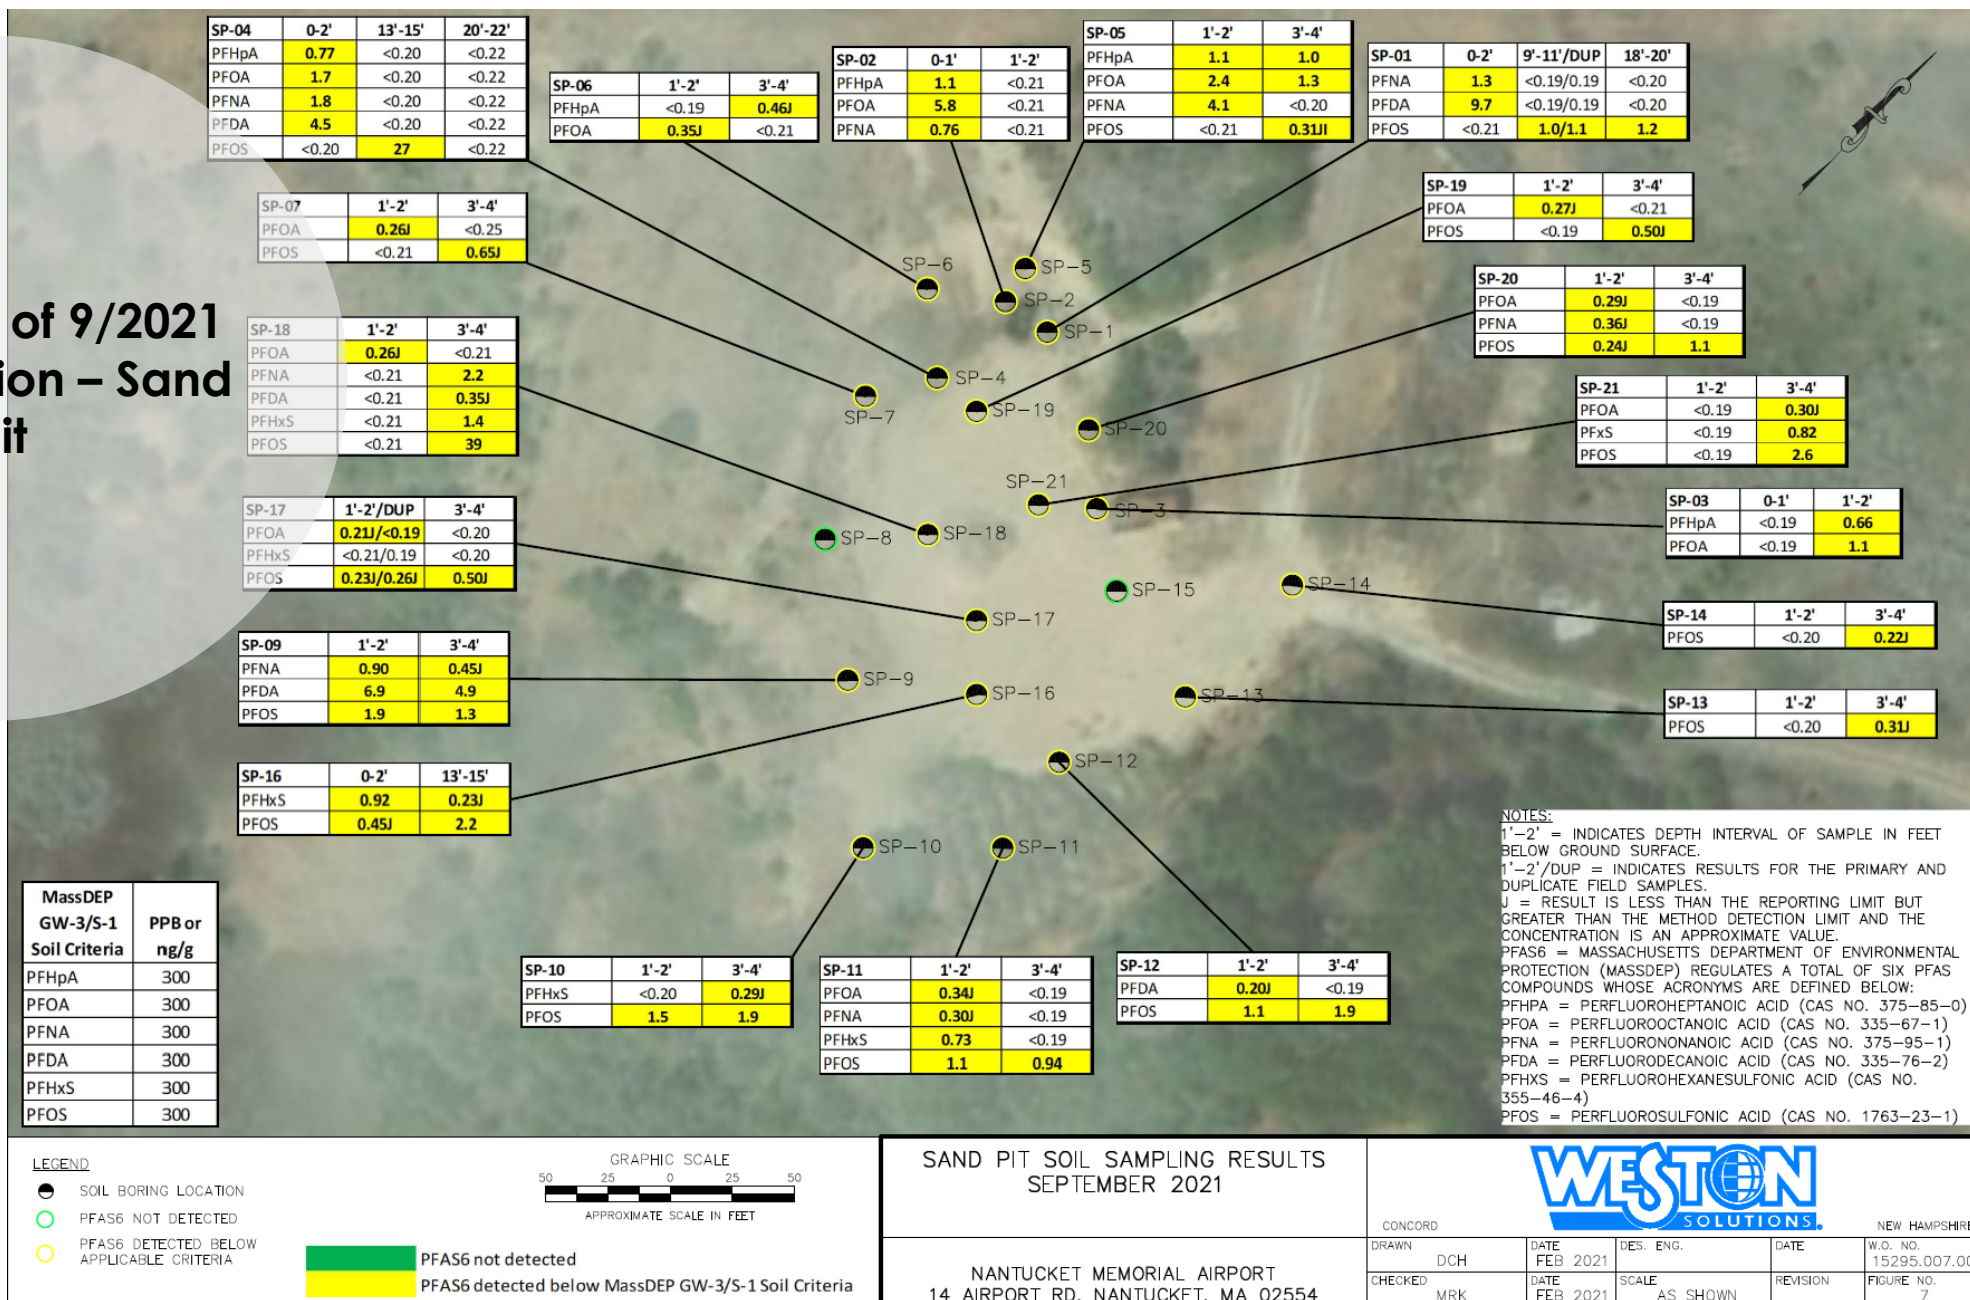 of 9/2021
ion – Sand
it
SP-04 0-2' 13'-15' 20'-22'
PFHpA 0.77 <0.20 <0.22
PFOA 1.7 <0.20 <0.22
PFNA 1.8 <0.20 <0.22
PFDA 4.5 <0.20 <0.22
PFOS <0.20 27 <0.22
SP-06 1'-2' 3'-4'
PFHpA <0.19 0.46J
PFOA 0.35J <0.21
SP-02 0-1' 1'-2'
PFHpA 1.1 <0.21
PFOA 5.8 <0.21
PFNA 0.76 <0.21
SP-05 1'-2' 3'-4'
PFHpA 1.1 1.0
PFOA 2.4 1.3
PFNA 4.1 <0.20
PFOS <0.21 0.31JI
SP-01 0-2' 9'-11'/DUP 18'-20'
PFNA 1.3 <0.19/0.19 <0.20
PFDA 9.7 <0.19/0.19 <0.20
PFOS <0.21 1.0/1.1 1.2
SP-07 1'-2' 3'-4'
PFOA 0.26J <0.25
PFOS <0.21 0.65J
SP-19 1'-2' 3'-4'
PFOA 0.27J <0.21
PFOS <0.19 0.50J
SP-20 1'-2' 3'-4'
PFOA 0.29J <0.19
PFNA 0.36J <0.19
PFOS 0.24J 1.1
SP-18 1'-2' 3'-4'
PFOA 0.26J <0.21
PFNA <0.21 2.2
PFDA <0.21 0.35J
PFHxS <0.21 1.4
PFOS <0.21 39
SP-21 1'-2' 3'-4'
PFOA <0.19 0.30J
PFxS <0.19 0.82
PFOS <0.19 2.6
SP-17 1'-2'/DUP 3'-4'
PFOA 0.21J/<0.19 <0.20
PFHxS <0.21/0.19 <0.20
PFOS 0.23J/0.26J 0.50J
SP-03 0-1' 1'-2'
PFHpA <0.19 0.66
PFOA <0.19 1.1
SP-14 1'-2' 3'-4'
PFOS <0.20 0.22J
SP-09 1'-2' 3'-4'
PFNA 0.90 0.45J
PFDA 6.9 4.9
PFOS 1.9 1.3
SP-13 1'-2' 3'-4'
PFOS <0.20 0.31J
SP-16 0-2' 13'-15'
PFHxS 0.92 0.23J
PFOS 0.45J 2.2
SP-10 1'-2' 3'-4'
PFHxS <0.20 0.29J
PFOS 1.5 1.9
SP-11 1'-2' 3'-4'
PFOA 0.34J <0.19
PFNA 0.30J <0.19
PFHxS 0.73 <0.19
PFOS 1.1 0.94
SP-12 1'-2' 3'-4'
PFDA 0.20J <0.19
PFOS 1.1 1.9
SP-6
SP-5
SP-2
SP-1
SP-4
SP-7
SP-19
SP-20
SP-21
SP-3
SP-8
SP-18
SP-15
SP-14
SP-17
SP-9
SP-16
SP-13
SP-12
SP-10
SP-11
MassDEP
GW-3/S-1 PPB or
Soil Criteria ng/g
PFHpA 300
PFOA 300
PFNA 300
PFDA 300
PFHxS 300
PFOS 300
NOTES:
1'-2' = INDICATES DEPTH INTERVAL OF SAMPLE IN FEET
BELOW GROUND SURFACE.
1'-2'/DUP = INDICATES RESULTS FOR THE PRIMARY AND
DUPLICATE FIELD SAMPLES.
J = RESULT IS LESS THAN THE REPORTING LIMIT BUT
GREATER THAN THE METHOD DETECTION LIMIT AND THE
CONCENTRATION IS AN APPROXIMATE VALUE.
PFAS6 = MASSACHUSETTS DEPARTMENT OF ENVIRONMENTAL
PROTECTION (MASSDEP) REGULATES A TOTAL OF SIX PFAS
COMPOUNDS WHOSE ACRONYMS ARE DEFINED BELOW:
PFHPA = PERFLUOROHEPTANOIC ACID (CAS NO. 375-85-0)
PFOA = PERFLUOROOCTANOIC ACID (CAS NO. 335-67-1)
PFNA = PERFLUORONONANOIC ACID (CAS NO. 375-95-1)
PFDA = PERFLUORODECANOIC ACID (CAS NO. 335-76-2)
PFHXS = PERFLUOROHEXANESULFONIC ACID (CAS NO.
355-46-4)
PFOS = PERFLUOROSULFONIC ACID (CAS NO. 1763-23-1)
LEGEND
SOIL BORING LOCATION
PFAS6 NOT DETECTED
PFAS6 DETECTED BELOW
APPLICABLE CRITERIA
GRAPHIC SCALE
50 25 0 25 50
APPROXIMATE SCALE IN FEET
PFAS6 not detected
PFAS6 detected below MassDEP GW-3/S-1 Soil Criteria
SAND PIT SOIL SAMPLING RESULTS
SEPTEMBER 2021
NANTUCKET MEMORIAL AIRPORT
14 AIRPORT RD, NANTUCKET, MA 02554
WESTON
SOLUTIONS
CONCORD NEW HAMPSHIRE
DRAWN DATE DES. ENG. DATE W.O. NO.
DCH FEB 2021 15295.007.00
CHECKED DATE SCALE REVISION FIGURE NO.
MRK FEB 2021 AS SHOWN 7